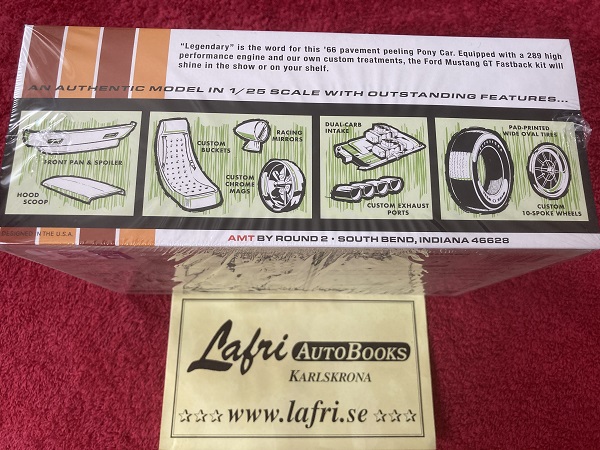 "Legendary" is the word for this '66 pavement peeling Pony Car. Equipped with a 289 high
performance engine and our own custom treatments, the Ford Mustang GT Fastback kit will
shine in the show or on your shelf.
AN AUTHENTIC MODEL IN 1/25 SCALE WITH OUTSTANDING FEATURES...
FRONT PAN & SPOILER
HOOD
SCOOP
CUSTOM
BUCKETS
RACING
MIRRORS
CUSTOM
CHROME
MAGS
DUAL-CARB
INTAKE
CUSTOM EXHAUST
PORTS
PAD-PRINTED
WIDE OVAL TIRES
CUSTOM
10-SPOKE WHEELS
DESIGNED IN THE U.S.A.
AMT BY ROUND 2 • SOUTH BEND, INDIANA 46628
Lafri AUTOBOOKS
KARLSKRONA
www.lafri.se